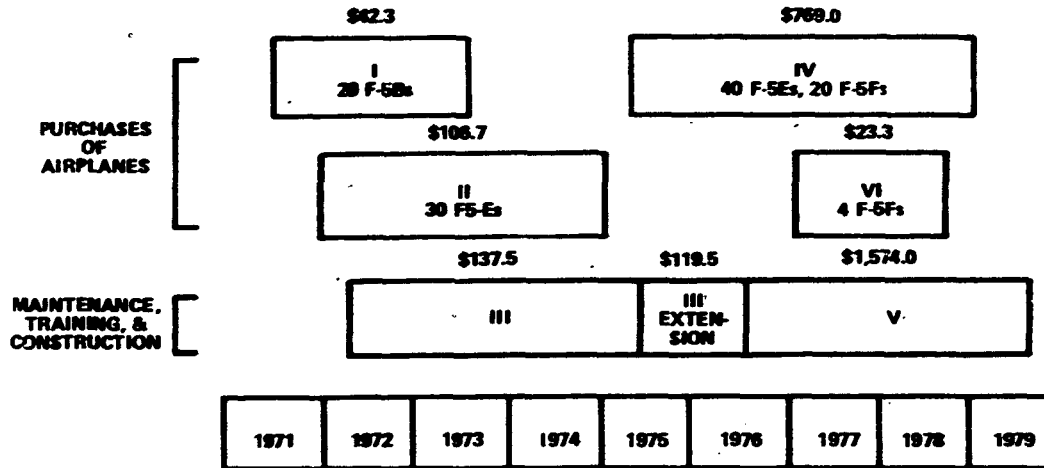 $42.3
$769.0
I
20 F-5Bs
IV
40 F-5Es, 20 F-5Fs
PURCHASES
OF
AIRPLANES
$106.7
$23.3
II
30 F5-Es
VI
4 F-5Fs
$137.5
$119.5
$1,574.0
MAINTENANCE,
TRAINING, &
CONSTRUCTION
III
III
EXTEN-
SION
V
1971 1972 1973 1974 1975 1976 1977 1978 1979